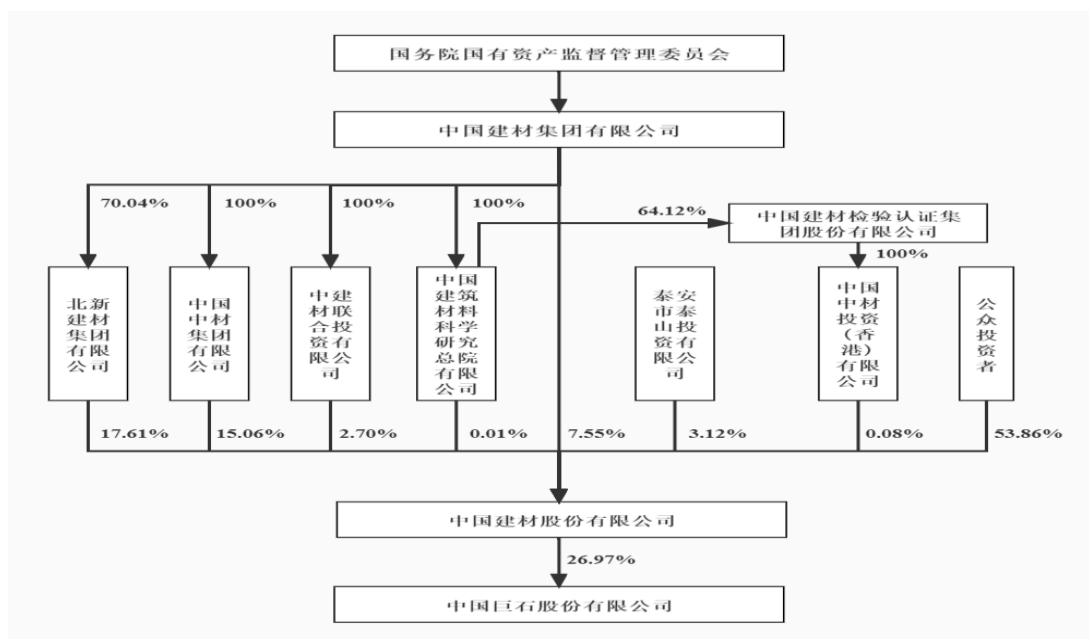 国务院国有资产监督管理委员会
中国建材集团有限公司
70.04%
100%
100%
100%
64.12%
中国建材检验认证集
团股份有限公司
100%
北新
建材
集团
有限
公司
中国
中材
集团
有限
公司
中建
材联
合投
资有
限公
司
中国
建筑
材料
科学
研究
总院
有限
公司
泰安
市泰
山投
资有
限公
司
中国
中材
投资
(香
港)
有限
公司
公
众
投
资
者
17.61%
15.06%
2.70%
0.01%
7.55%
3.12%
0.08%
53.86%
中国建材股份有限公司
26.97%
中国巨石股份有限公司